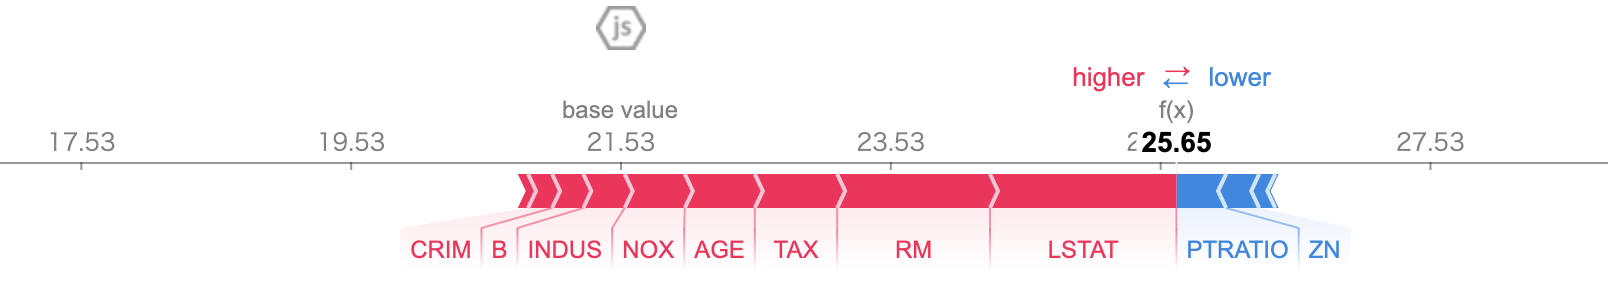 js
higher lower
base value f(x)
17.53 19.53 21.53 23.53 25.65 27.53
CRIM B INDUS NOX AGE TAX RM LSTAT PTRATIO ZN